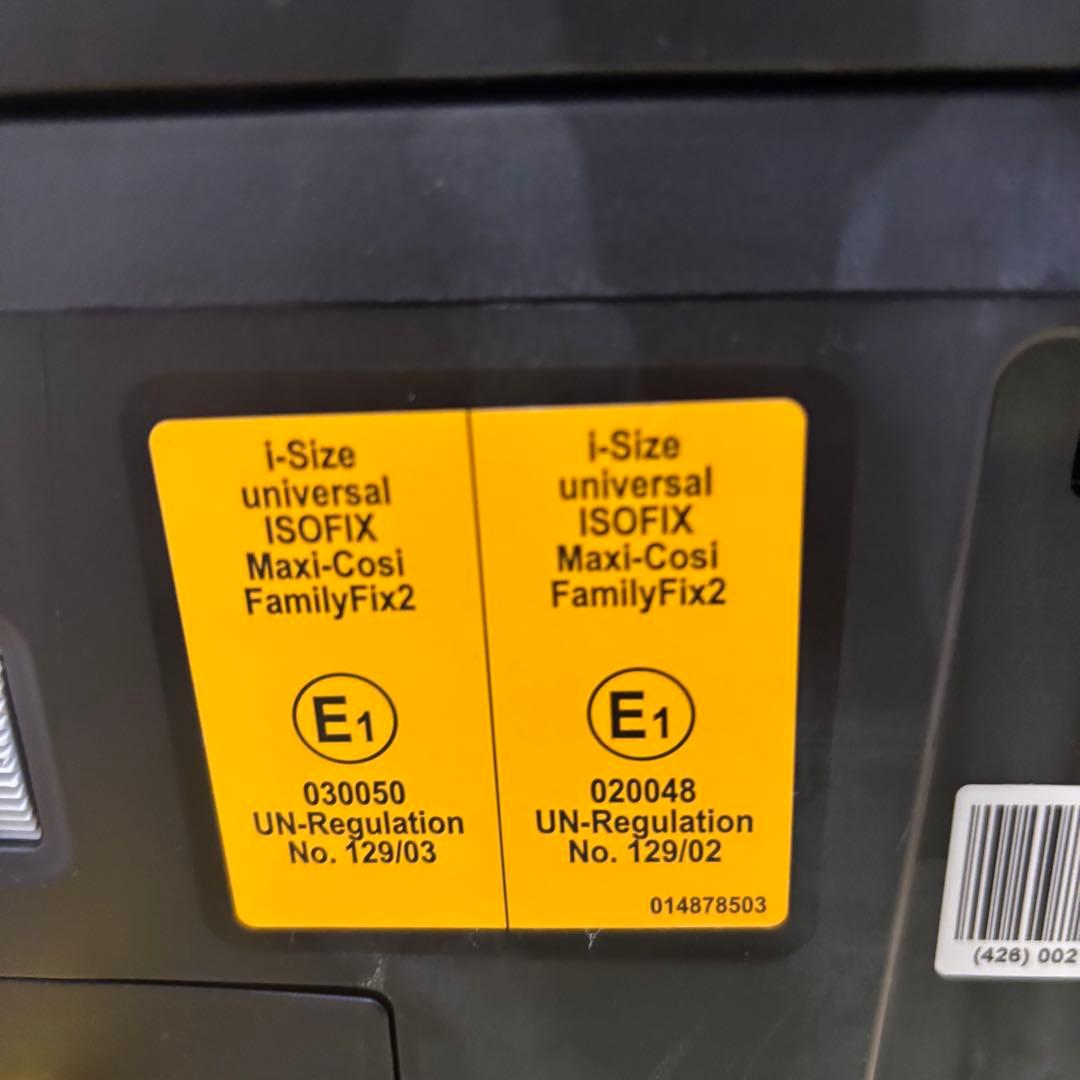 i-Size
universal
ISOFIX
Maxi-Cosi
FamilyFix2
E1
030050
UN-Regulation
No. 129/03
i-Size
universal
ISOFIX
Maxi-Cosi
FamilyFix2
E1
020048
UN-Regulation
No. 129/02
014878503
(426) 002